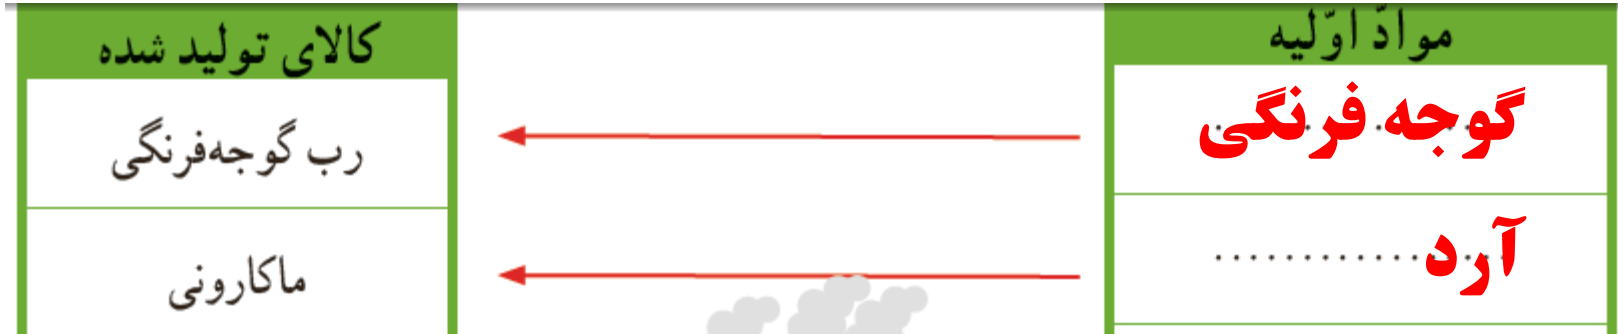 موادّ اوّلیه
کالای تولید شده
گوجه فرنگی
رب گوجه‌فرنگی
آرد
ماکارونی